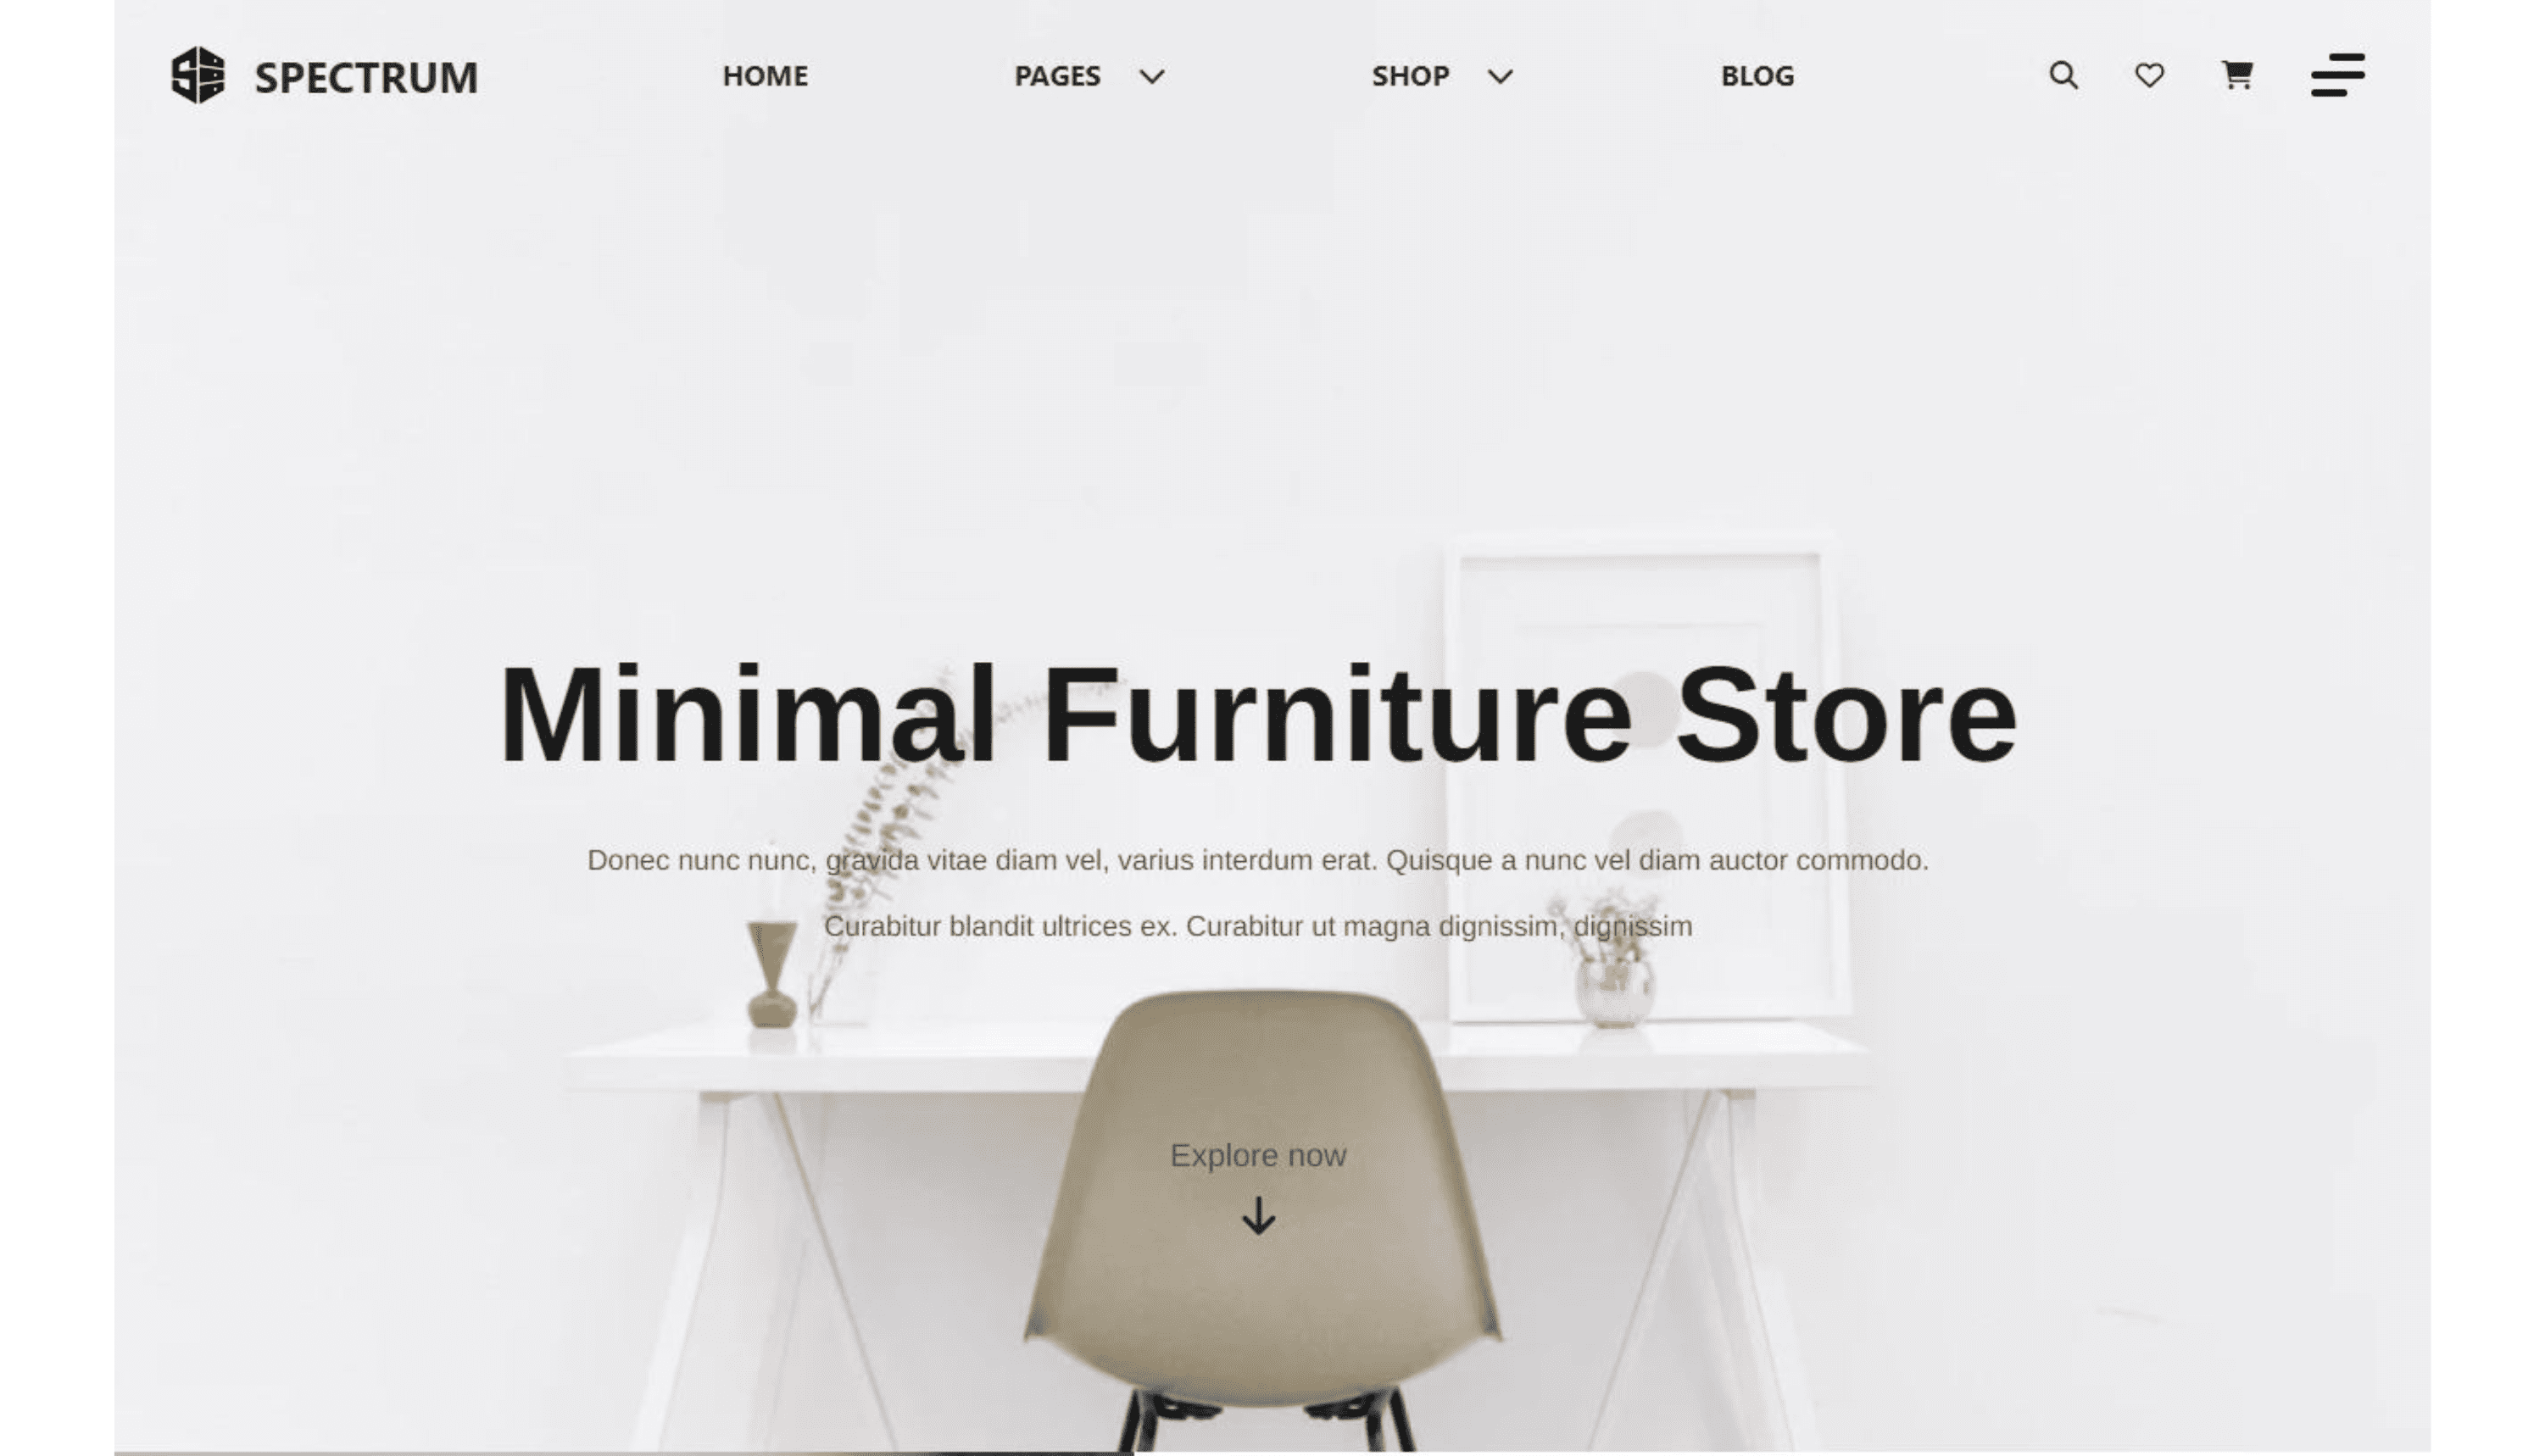 SPECTRUM
HOME
PAGES
SHOP
BLOG
Minimal Furniture Store
Donec nunc nunc, gravida vitae diam vel, varius interdum erat. Quisque a nunc vel diam auctor commodo.
Curabitur blandit ultrices ex. Curabitur ut magna dignissim, dignissim
Explore now